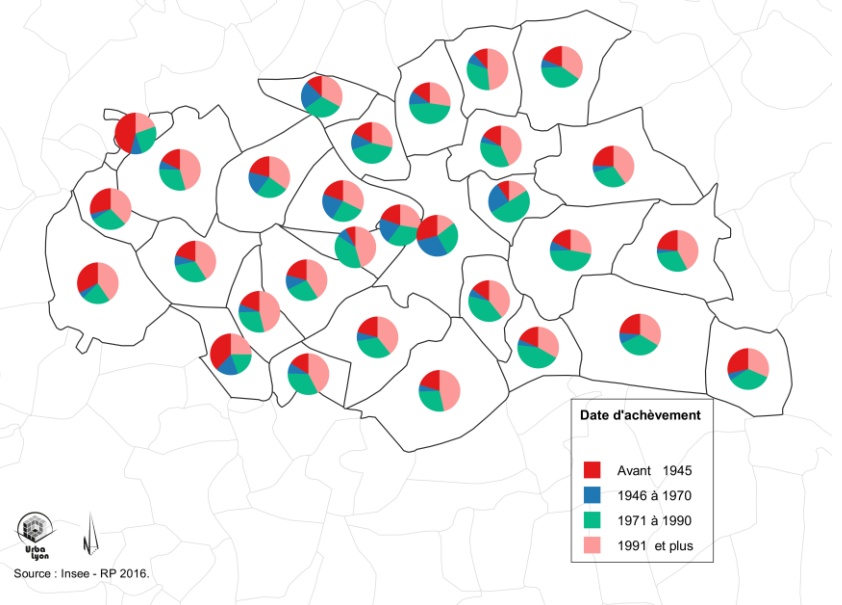 Date d'achèvement
Avant 1945
1946 à 1970
1971 à 1990
1991 et plus
Urba
Lyon
Source : Insee - RP 2016.